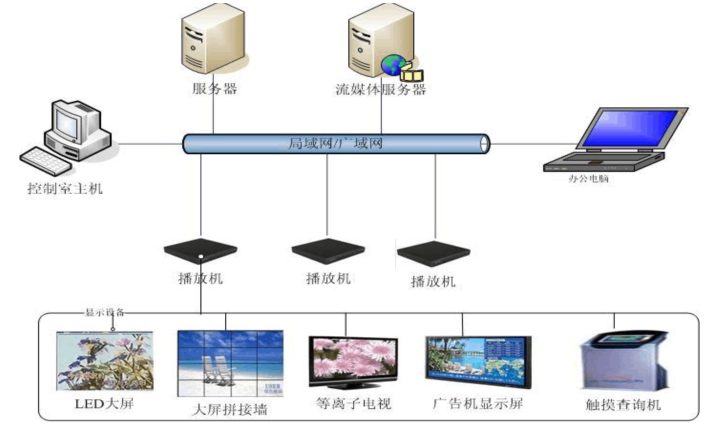 服务器
流媒体服务器
局域网/广域网
控制室主机
办公电脑
播放机
播放机
播放机
显示设备
LED大屏
大屏拼接墙
等离子电视
广告机显示屏
触摸查询机